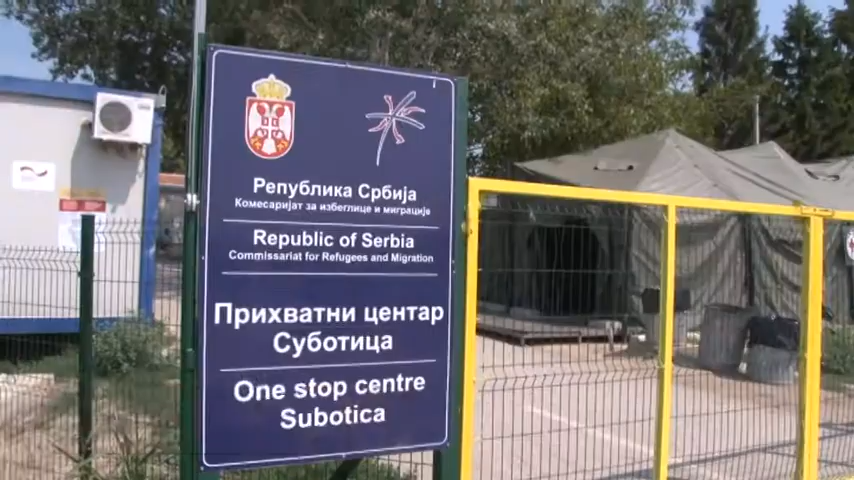 Република Србија
Комесаријат за избеглице и миграције
Republic of Serbia
Commissariat for Refugees and Migration
Прихватни центар
Суботица
One stop centre
Subotica